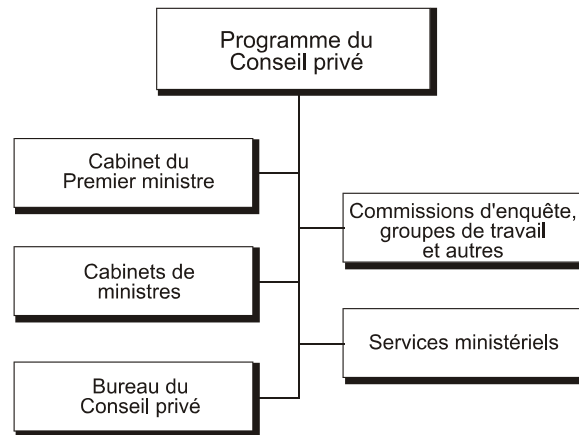 Programme du
Conseil privé
Cabinet du
Premier ministre
Commissions d'enquête,
groupes de travail
et autres
Cabinets de
ministres
Services ministériels
Bureau du
Conseil privé